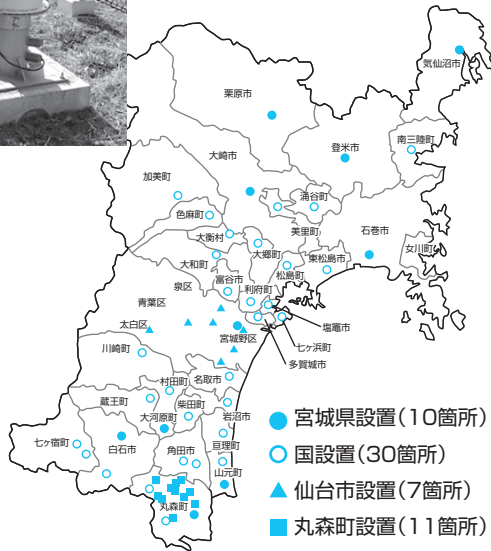 気仙沼市
栗原市
南三陸町
登米市
大崎市
加美町
涌谷町
色麻町
美里町
石巻市
大衡村
大郷町
女川町
大和町
東松島市
松島町
富谷市
泉区
利府町
青葉区
塩竈市
太白区
宮城野区
七ヶ浜町
川崎町
多賀城市
名取市
村田町
蔵王町
柴田町
大河原町
岩沼市
七ヶ宿町
亘理町
白石市
角田市
山元町
丸森町
宮城県設置(10箇所)
国設置(30箇所)
仙台市設置(7箇所)
丸森町設置(11箇所)